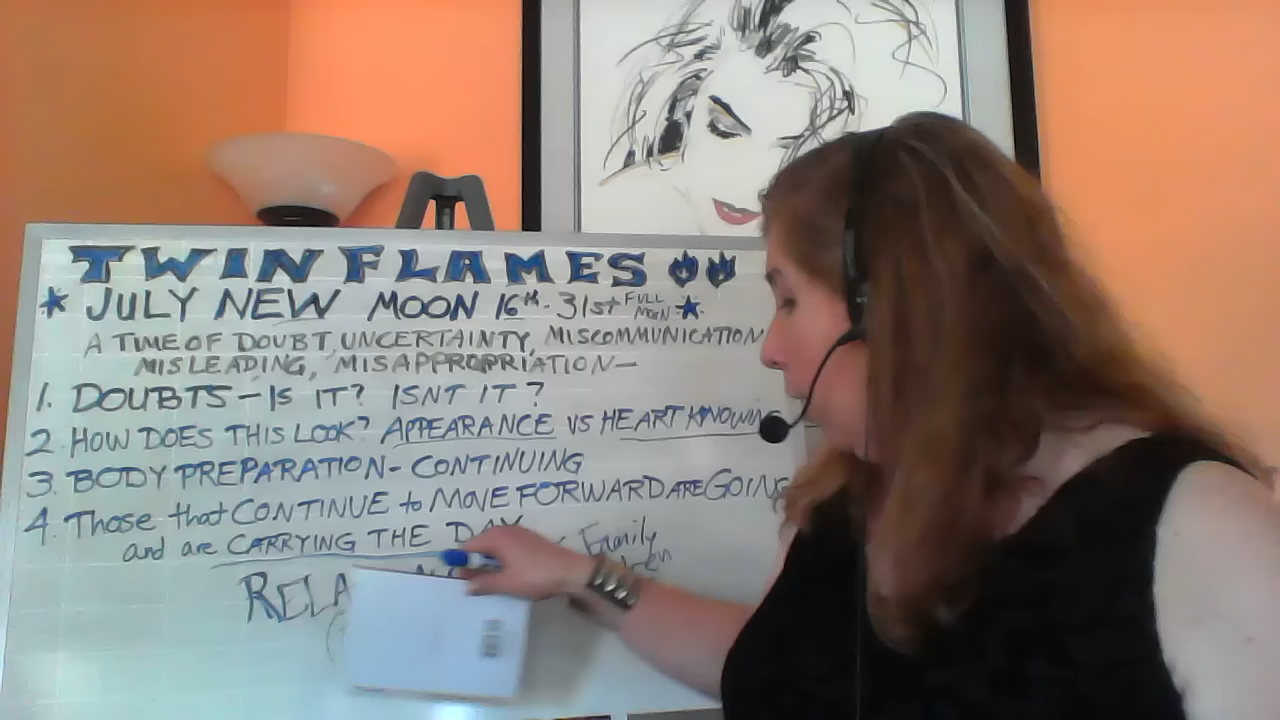 TWIN FLAMES
* JULY NEW MOON 16th - 31st FULL MOON *
A TIME OF DOUBT, UNCERTAINTY, MISCOMMUNICATION
MISLEADING, MISAPPROPRIATION—
1. DOUBTS - IS IT? ISNT IT?
2. HOW DOES THIS LOOK? APPEARANCE VS HEART KNOWIN
3. BODY PREPARATION - CONTINUING
4. Those that CONTINUE to MOVE FORWARD ARE GOING
and are CARRYING THE DAY
Family